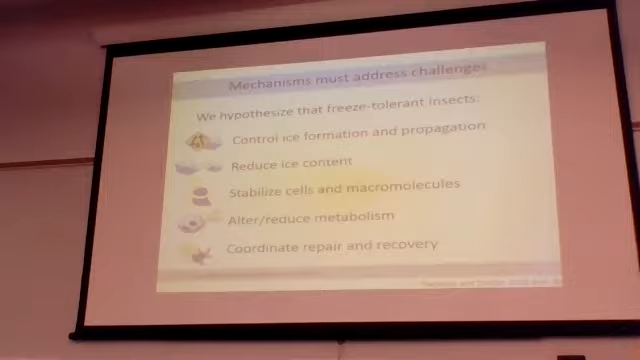 Mechanisms must address challenges
We hypothesize that freeze-tolerant insects:
Control ice formation and propagation
Reduce ice content
Stabilize cells and macromolecules
Alter/reduce metabolism
Coordinate repair and recovery